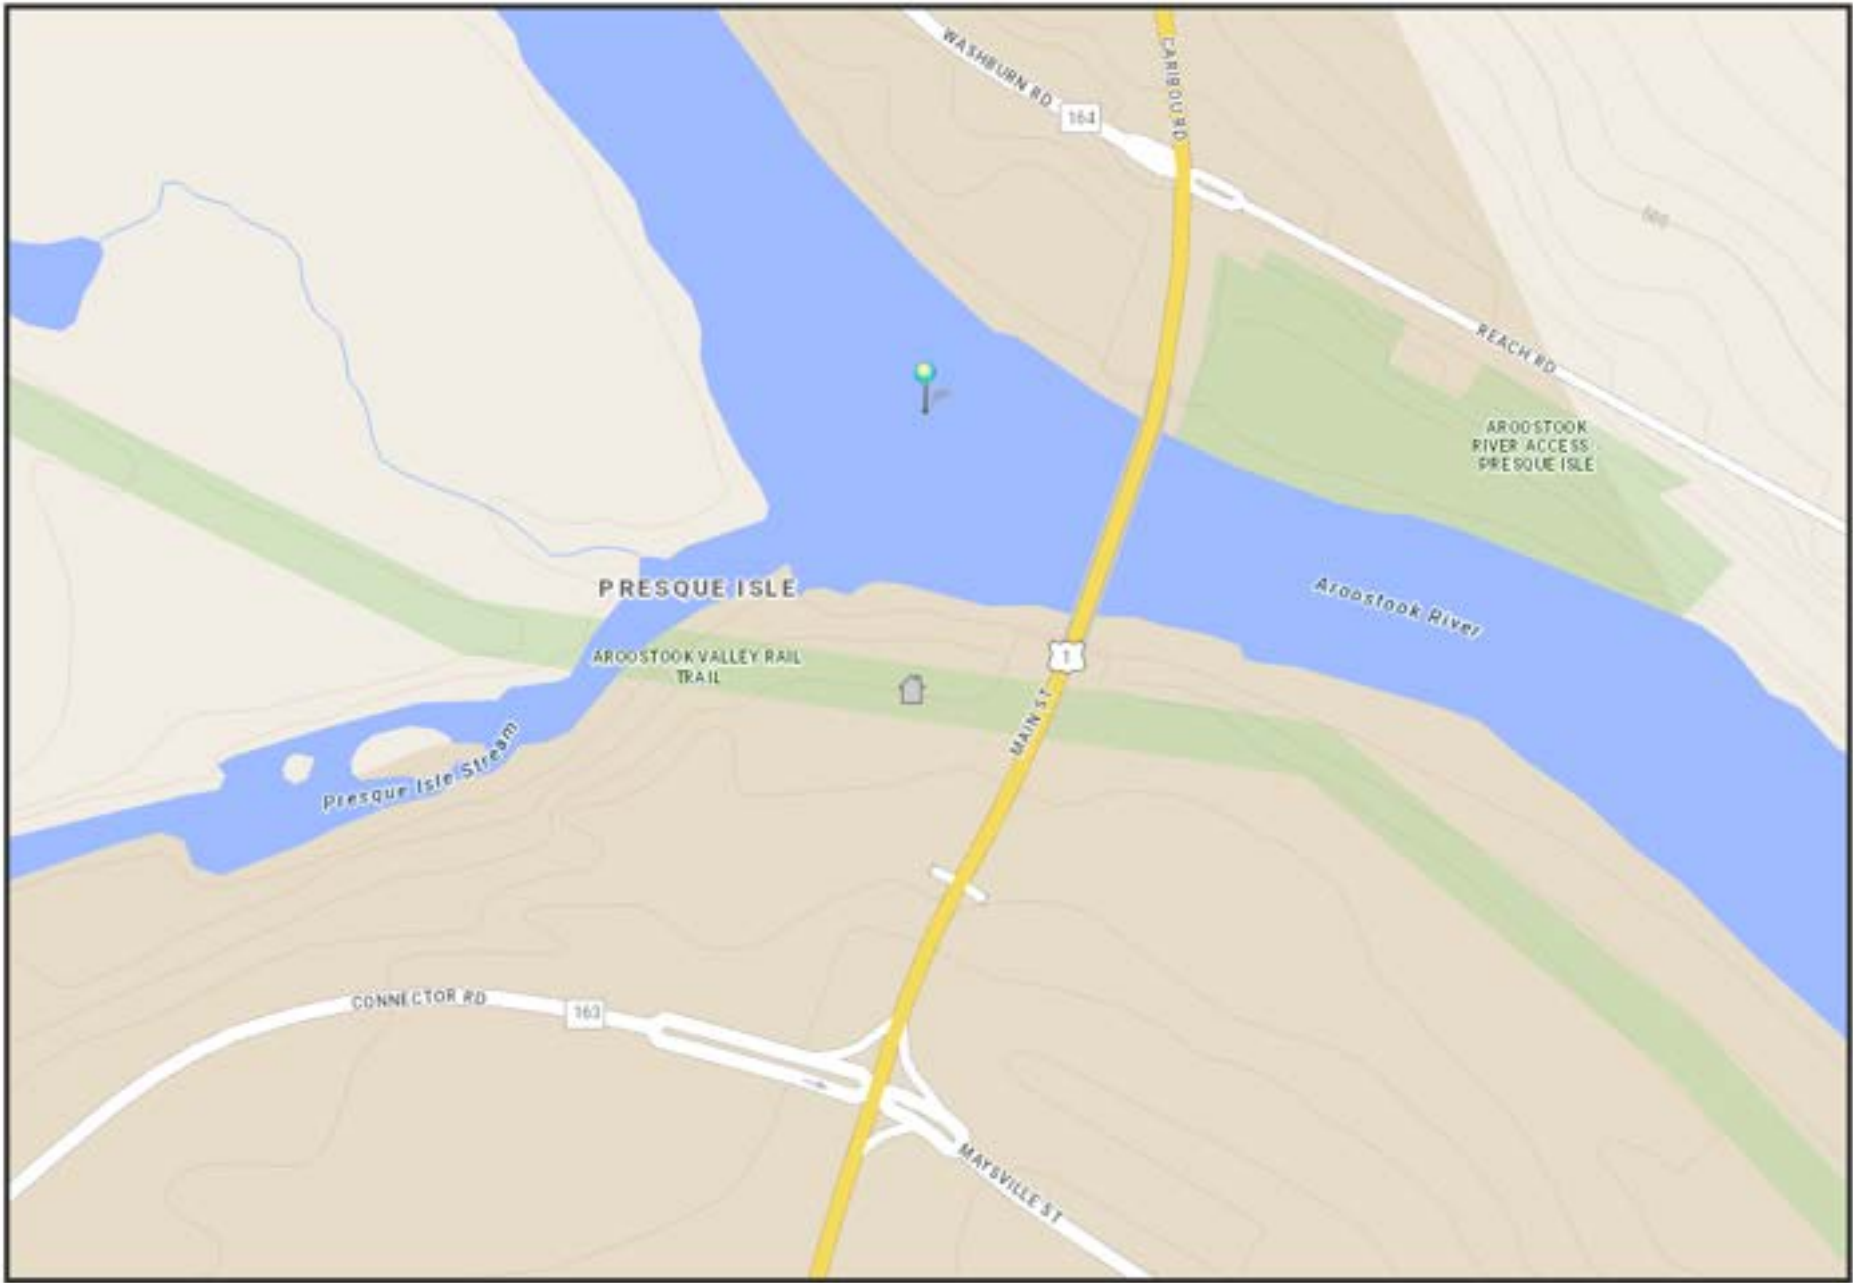 WASHBURN RD
164
CARIBOU RD
600
REACH RD
AROOSTOOK
RIVER ACCESS -
PRESQUE ISLE
PRESQUE ISLE
Aroostook River
AROOSTOOK VALLEY RAIL
TRAIL
1
MAIN ST
Presque Isle Stream
CONNECTOR RD
163
MAYSVILLE ST